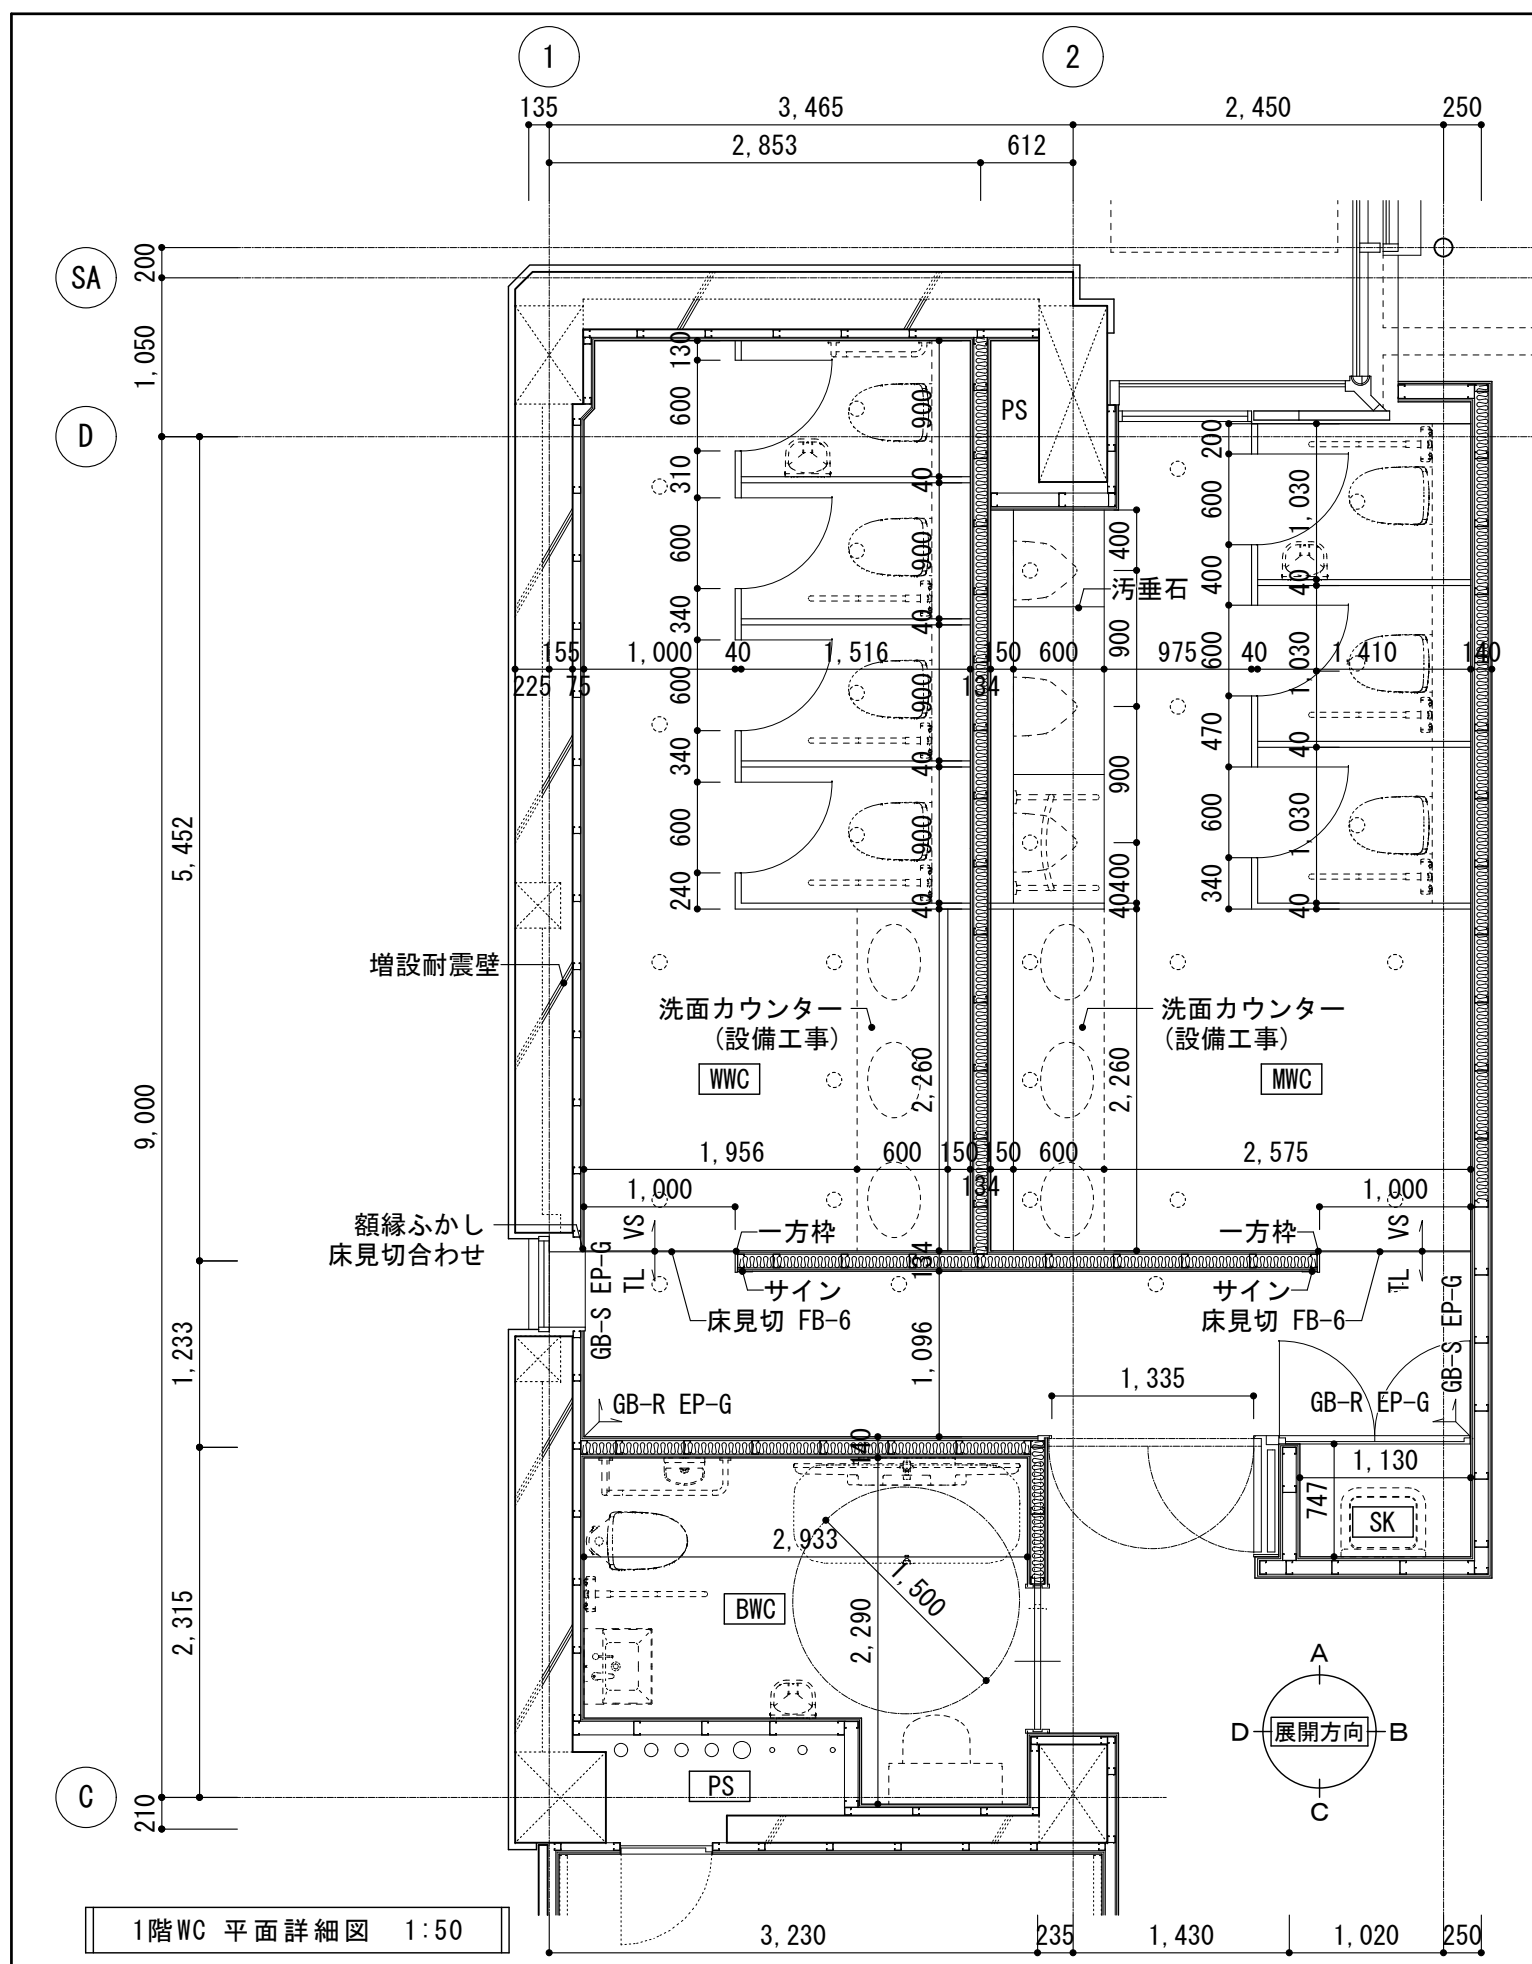 1
2
135
3,465
2,450
250
2,853
612
SA
200
1,050
D
130
600
310
600
340
600
340
600
240
900
40
900
40
900
40
900
40
PS
200
600
400
600
470
600
340
1,030
40
1,030
40
1,030
40
400
900
900
400
40
汚垂石
155
1,000
40
1,516
150
600
975
40
1,410
140
225
75
134
5,452
9,000
増設耐震壁
洗面カウンター
(設備工事)
洗面カウンター
(設備工事)
WWC
MWC
2,260
2,260
1,956
600
150
150
600
2,575
134
1,000
1,000
額縁ふかし
床見切合わせ
VS
TL
一方枠
一方枠
VS
TL
134
サイン
床見切 FB-6
サイン
床見切 FB-6
GB-S EP-G
GB-S EP-G
1,233
1,096
1,335
GB-R EP-G
GB-R EP-G
140
1,130
747
SK
2,933
1,500
2,290
BWC
2,315
A
D
展開方向
B
C
PS
C
210
1階WC 平面詳細図 1:50
3,230
235
1,430
1,020
250